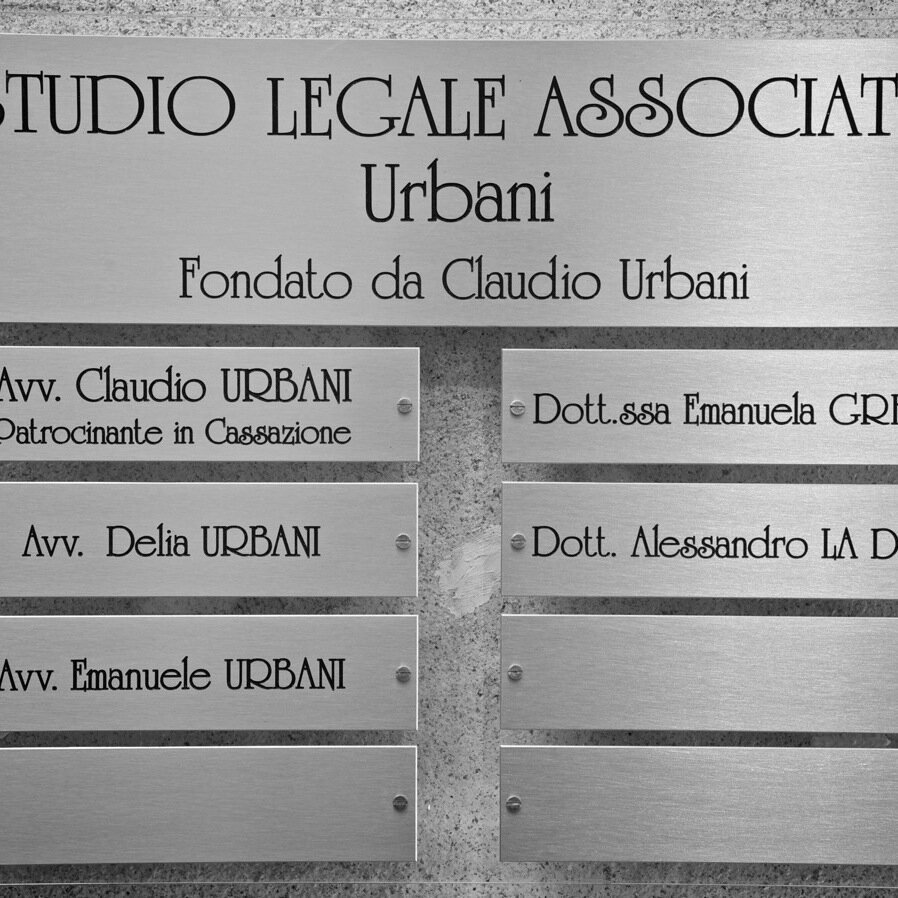 STUDIO LEGALE ASSOCIAT
Urbani
Fondato da Claudio Urbani
Avv. Claudio URBANI
Patrocinante in Cassazione
Avv. Delia URBANI
Avv. Emanuele URBANI
Dott.ssa Emanuela
Dott. Alessandro LA